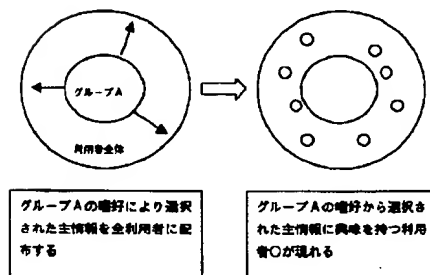 グループA
利用者全体
グループAの嗜好により選択
された主情報を全利用者に配
布する
グループAの嗜好から選択さ
れた主情報に興味を持つ利用
者○が現れる